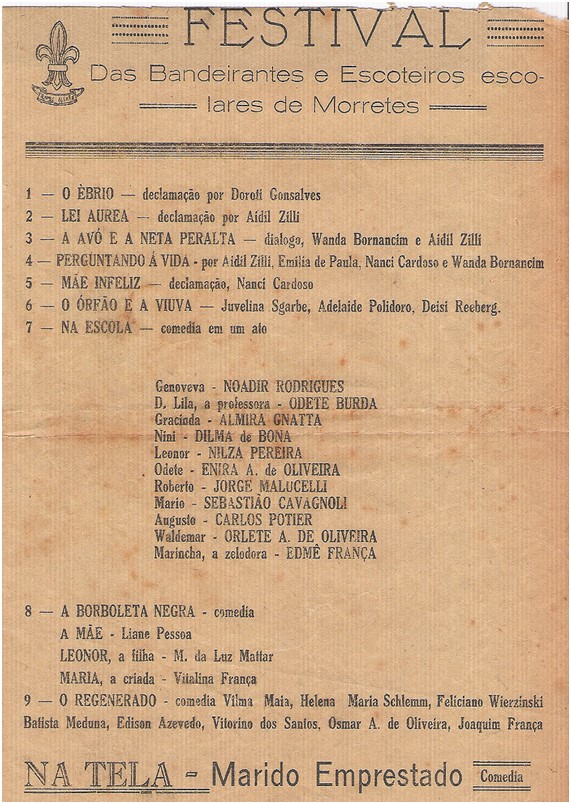 FESTIVAL
Das Bandeirantes e Escoteiros esco-
lares de Morretes
1 — O ÈBRIO — declamação por Doroti Gonsalves
2 — LEI AUREA — declamação por Aidil Zilli
3 — A AVÓ E A NETA PERALTA — dialogo, Wanda Bornancim e Aidil Zilli
4 — PERGUNTANDO Á VIDA - por Aidil Zilli, Emilia de Paula, Nanci Cardoso e Wanda Bornancim
5 — MÃE INFELIZ — declamação, Nanci Cardoso
6 — O ÓRFÃO E A VIUVA — Juvelina Sgarbe, Adelaide Polidoro, Deisi Reeberg.
7 — NA ESCOLA — comedia em um ato
Genoveva - NOADIR RODRIGUES
D. Lila, a professora - ODETE BURDA
Gracinda - ALMIRA GNATTA
Nini - DILMA de BONA
Leonor - NILZA PEREIRA
Odete - ENIRA A. de OLIVEIRA
Roberto - JORGE MALUCELLI
Mario - SEBASTIÃO CAVAGNOLI
Augusto - CARLOS POTIER
Waldemar - ORLETE A. DE OLIVEIRA
Marincha, a zeladora - EDMÊ FRANÇA
8 — A BORBOLETA NEGRA - comedia
A MÃE - Liane Pessoa
LEONOR, a filha - M. da Luz Mattar
MARIA, a criada - Vitalina França
9 — O REGENERADO - comedia Vilma Maia, Helena Maria Schlemm, Feliciano Wierzinski
Batista Meduna, Edison Azevedo, Vitorino dos Santos, Osmar A. de Oliveira, Joaquim França
NA TELA - Marido Emprestado Comedia